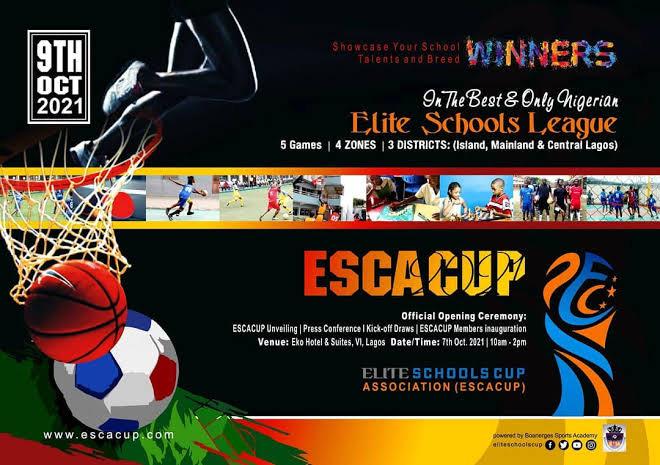 9TH
OCT
2021
Showcase Your School
Talents and Breed
WINNERS
In The Best & Only Nigerian
Elite Schools League
5 Games | 4 ZONES | 3 DISTRICTS: (Island, Mainland & Central Lagos)
ESCACUP
Official Opening Ceremony:
ESCACUP Unveiling | Press Conference I Kick-off Draws | ESCACUP Members inauguration
Venue: Eko Hotel & Suites, VI, Lagos Date/Time: 7th Oct. 2021 | 10am - 2pm
ELITE SCHOOLS CUP
ASSOCIATION (ESCACUP)
www.escacup.com
powered by Boanerges Sports Academy
eliteschoolscup